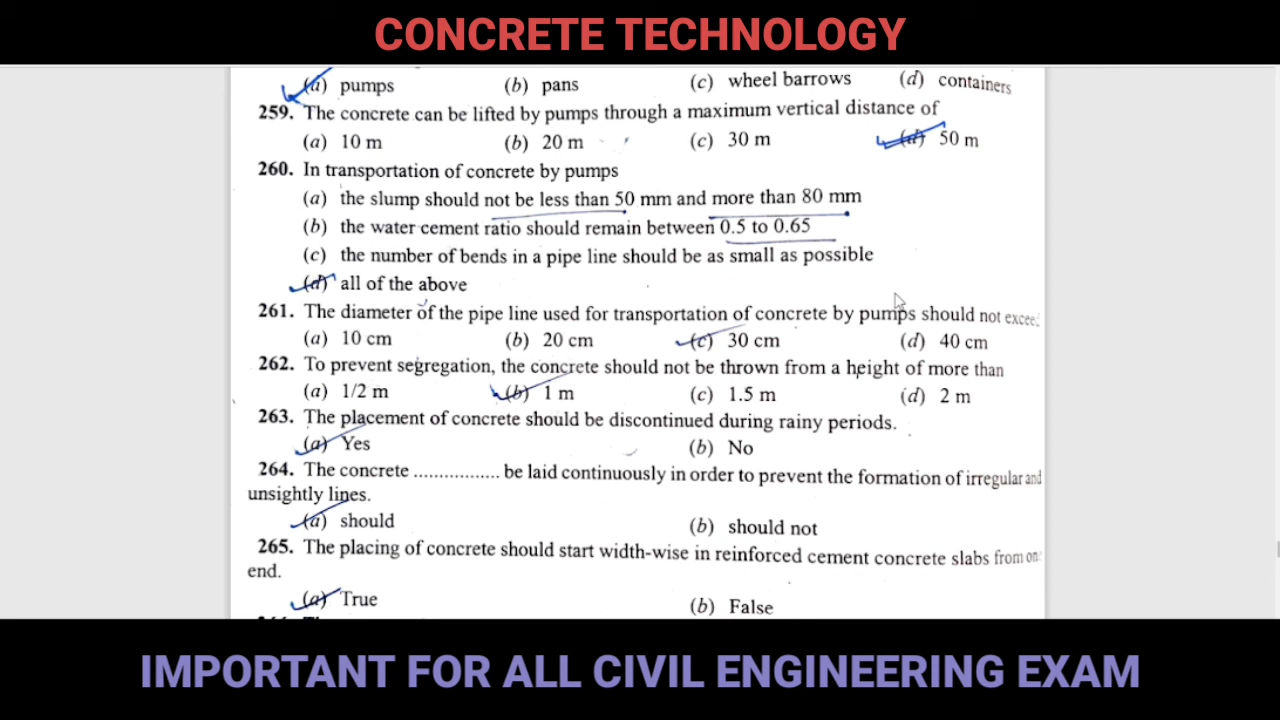 CONCRETE TECHNOLOGY
(a) pumps (b) pans (c) wheel barrows (d) containers
259. The concrete can be lifted by pumps through a maximum vertical distance of
(a) 10 m (b) 20 m (c) 30 m (d) 50 m
260. In transportation of concrete by pumps
(a) the slump should not be less than 50 mm and more than 80 mm
(b) the water cement ratio should remain between 0.5 to 0.65
(c) the number of bends in a pipe line should be as small as possible
(d) all of the above
261. The diameter of the pipe line used for transportation of concrete by pumps should not excee
(a) 10 cm (b) 20 cm (c) 30 cm (d) 40 cm
262. To prevent segregation, the concrete should not be thrown from a height of more than
(a) 1/2 m (b) 1 m (c) 1.5 m (d) 2 m
263. The placement of concrete should be discontinued during rainy periods.
(a) Yes (b) No
264. The concrete ................. be laid continuously in order to prevent the formation of irregular and
unsightly lines.
(a) should (b) should not
265. The placing of concrete should start width-wise in reinforced cement concrete slabs from on
end.
(a) True (b) False
IMPORTANT FOR ALL CIVIL ENGINEERING EXAM